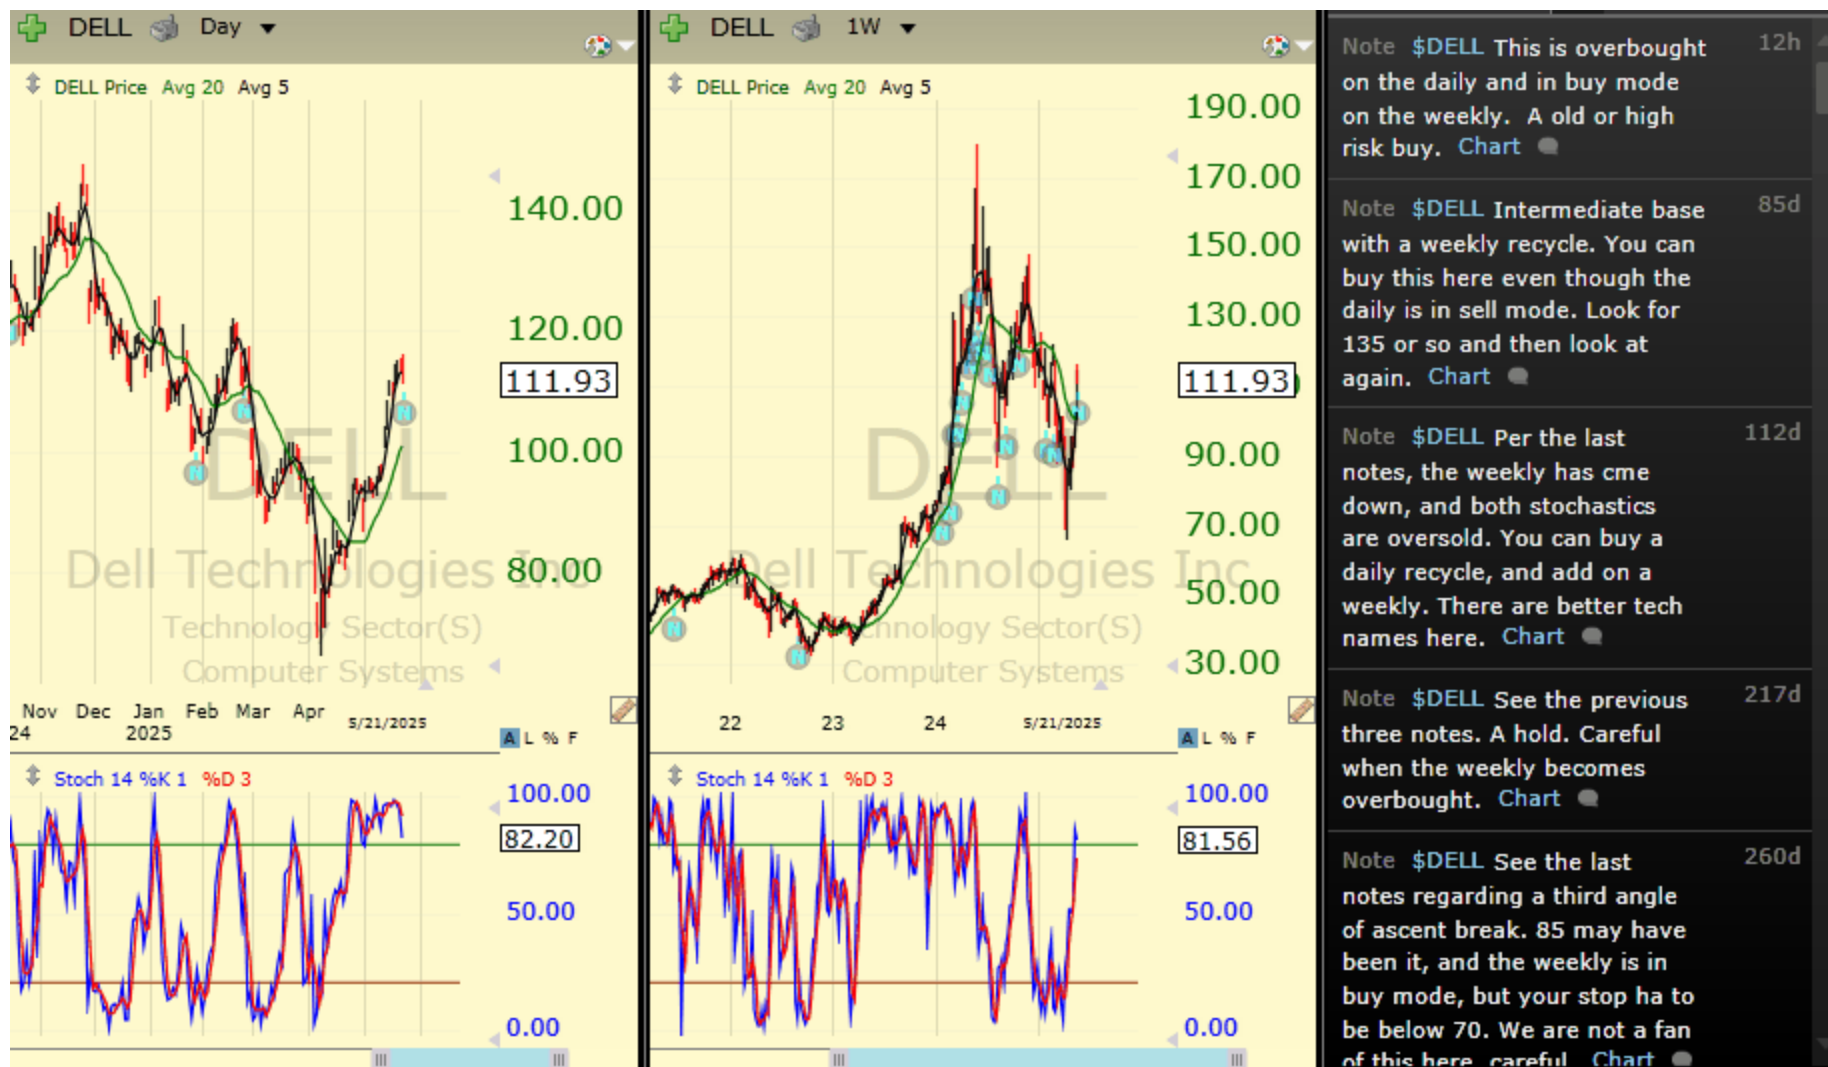 DELL Day
DELL Price Avg 20 Avg 5
140.00
120.00
111.93
100.00
80.00
DELL
Dell Technologies Inc
Technology Sector(S)
Computer Systems
Nov Dec Jan Feb Mar Apr 5/21/2025
24 2025
A L % F
Stoch 14 %K 1 %D 3
100.00
82.20
50.00
0.00
DELL 1W
DELL Price Avg 20 Avg 5
190.00
170.00
150.00
130.00
111.93
90.00
70.00
50.00
30.00
DELL
Dell Technologies Inc
Technology Sector(S)
Computer Systems
22 23 24 5/21/2025
A L % F
Stoch 14 %K 1 %D 3
100.00
81.56
50.00
0.00
Note $DELL This is overbought 12h
on the daily and in buy mode
on the weekly. A old or high
risk buy. Chart
Note $DELL Intermediate base 85d
with a weekly recycle. You can
buy this here even though the
daily is in sell mode. Look for
135 or so and then look at
again. Chart
Note $DELL Per the last 112d
notes, the weekly has cme
down, and both stochastics
are oversold. You can buy a
daily recycle, and add on a
weekly. There are better tech
names here. Chart
Note $DELL See the previous 217d
three notes. A hold. Careful
when the weekly becomes
overbought. Chart
Note $DELL See the last 260d
notes regarding a third angle
of ascent break. 85 may have
been it, and the weekly is in
buy mode, but your stop ha to
be below 70. We are not a fan
of this here, careful. Chart